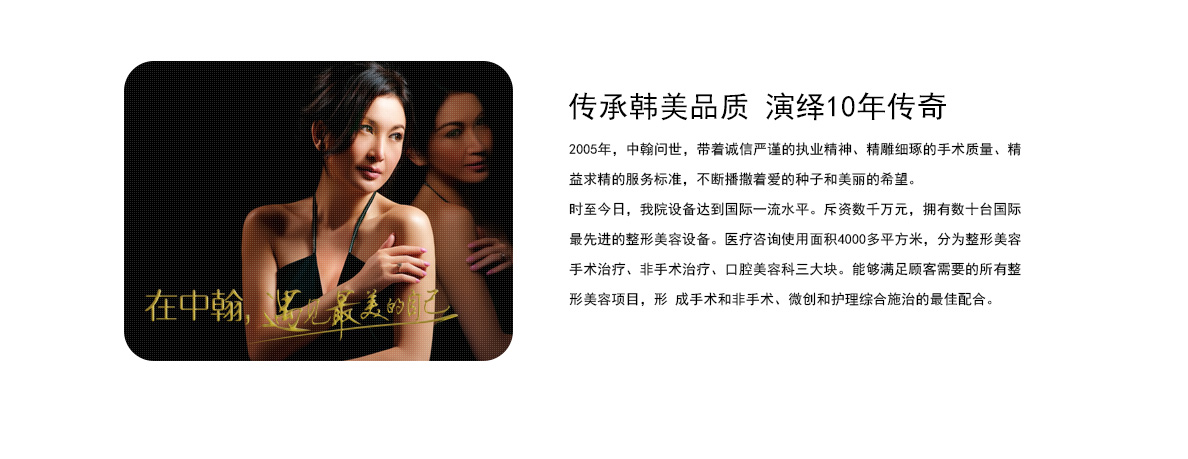 传承韩美品质 演绎10年传奇
2005年，中翰问世，带着诚信严谨的执业精神、精雕细琢的手术质量、精
益求精的服务标准，不断播撒着爱的种子和美丽的希望。
时至今日，我院设备达到国际一流水平。斥资数千万元，拥有数十台国际
最先进的整形美容设备。医疗咨询使用面积4000多平方米，分为整形美容
手术治疗、非手术治疗、口腔美容科三大块。能够满足顾客需要的所有整
形美容项目，形 成手术和非手术、微创和护理综合施治的最佳配合。
在中翰，遇见最美的自己